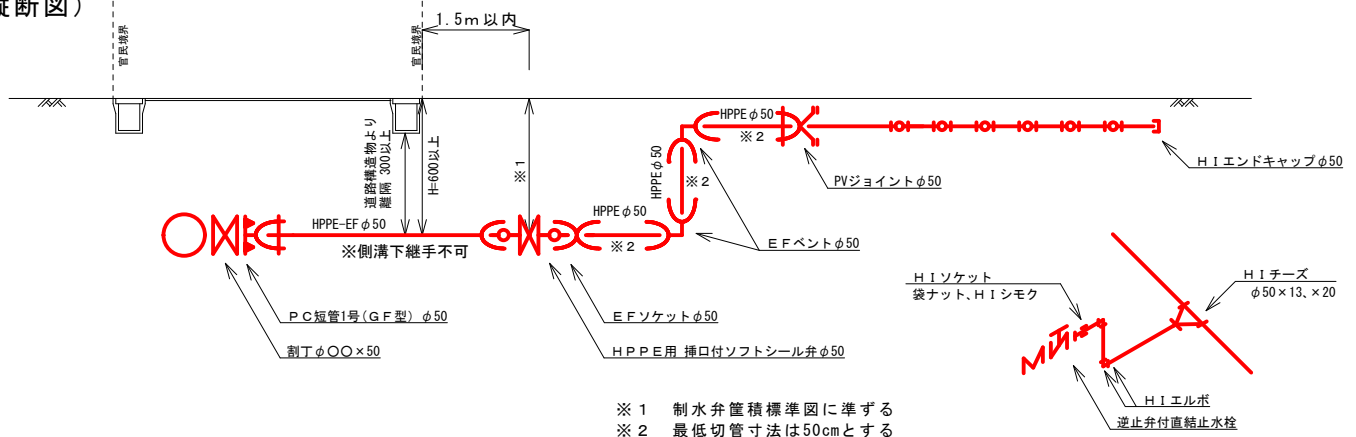 縦断図)
官民境界
官民境界
1.5m以内
道路構造物より
離隔 300以上
H=600以上
※1
HPPE-EFφ50
※側溝下継手不可
HPPEφ50
※2
HPPEφ50
※2
HPPEφ50
※2
PVジョイントφ50
HIエンドキャップφ50
EFベントφ50
PC短管1号(GF型) φ50
割丁φ〇〇×50
EFソケットφ50
HPPE用 挿口付ソフトシール弁φ50
HIソケット
袋ナット、HIシモク
HIチーズ
φ50×13、×20
HIエルボ
逆止弁付直結止水栓
※1 制水弁筐積標準図に準ずる
※2 最低切管寸法は50cmとする